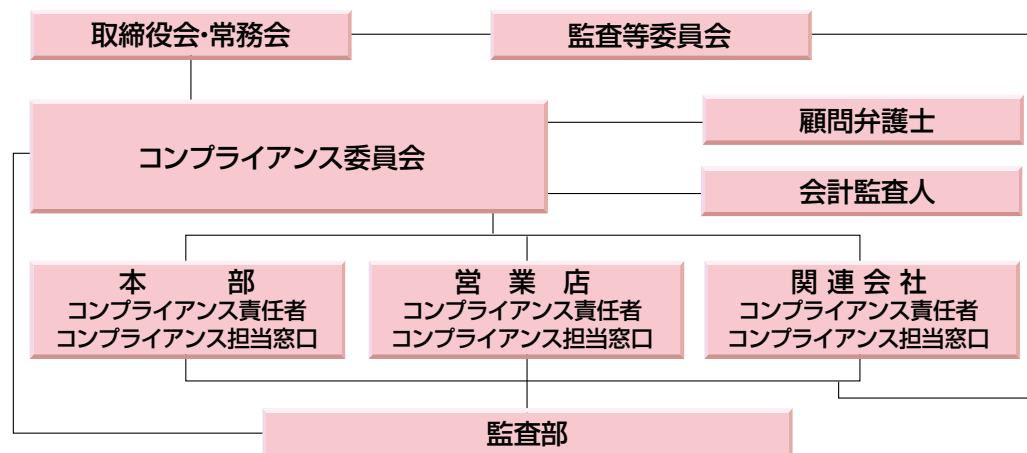 取締役会・常務会
監査等委員会
顧問弁護士
コンプライアンス委員会
会計監査人
本部
コンプライアンス責任者
コンプライアンス担当窓口
営業店
コンプライアンス責任者
コンプライアンス担当窓口
関連会社
コンプライアンス責任者
コンプライアンス担当窓口
監査部